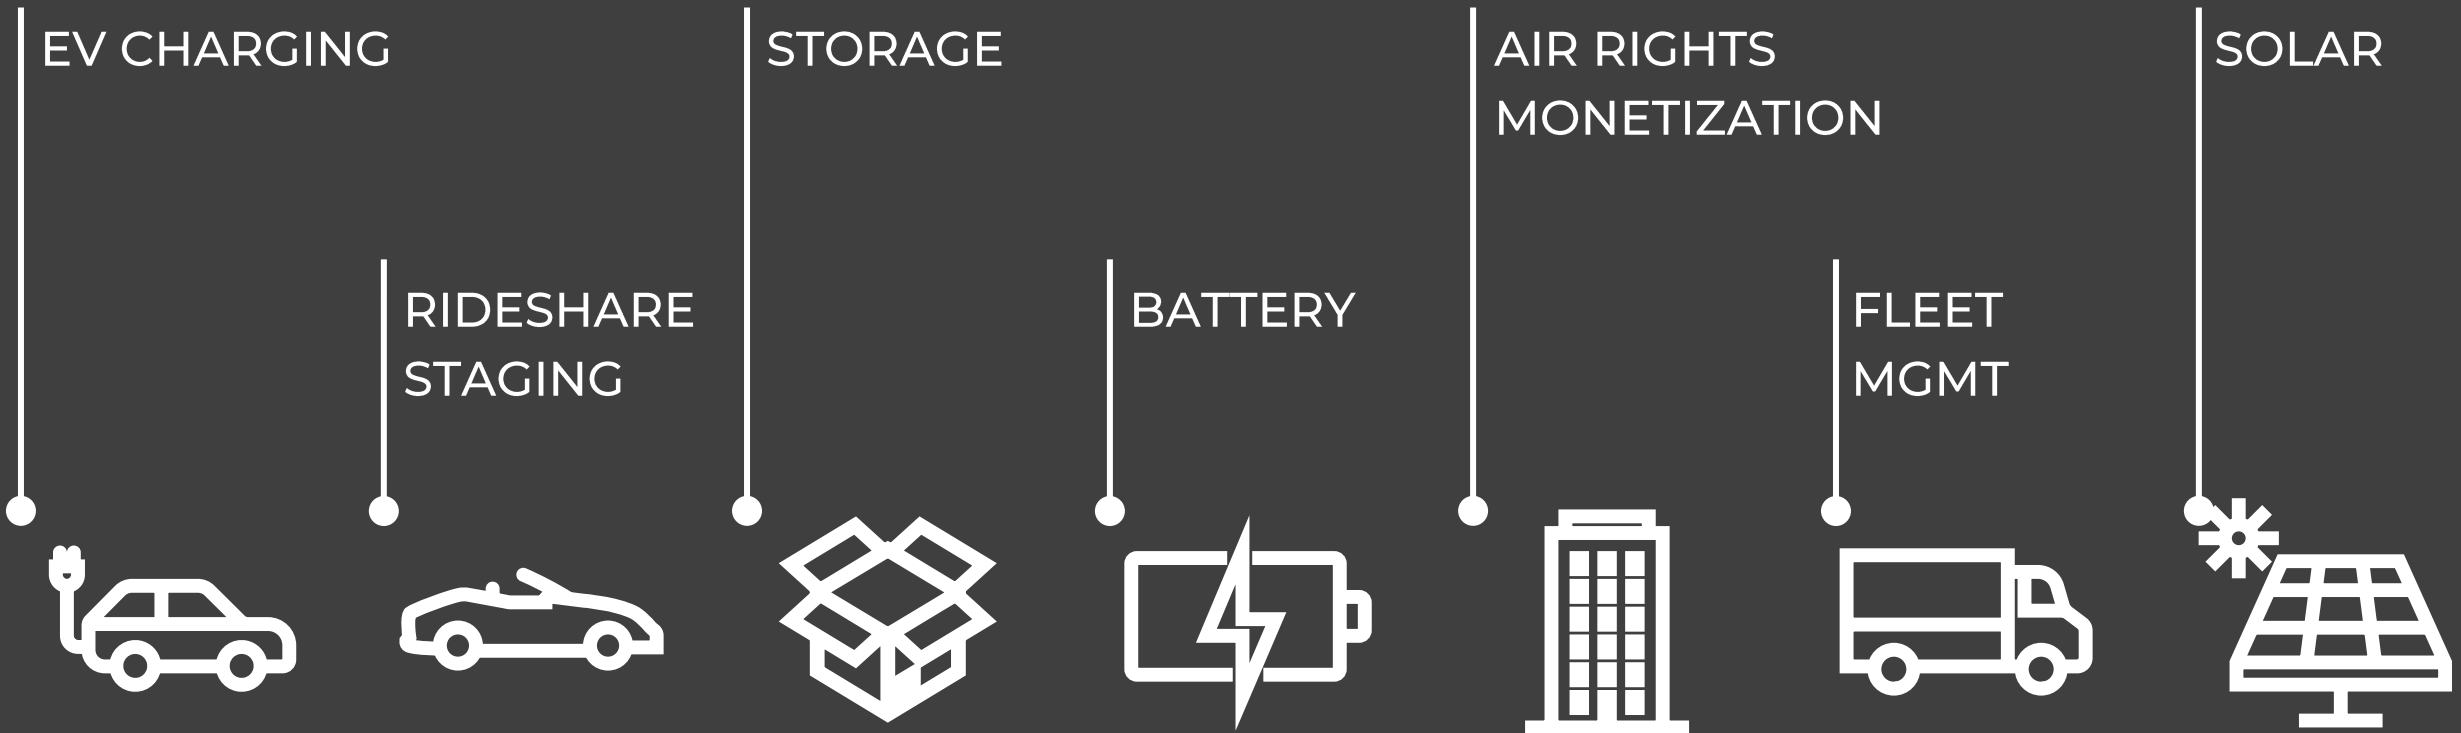 EV CHARGING
RIDESHARE
STAGING
STORAGE
BATTERY
AIR RIGHTS
MONETIZATION
FLEET
MGMT
SOLAR